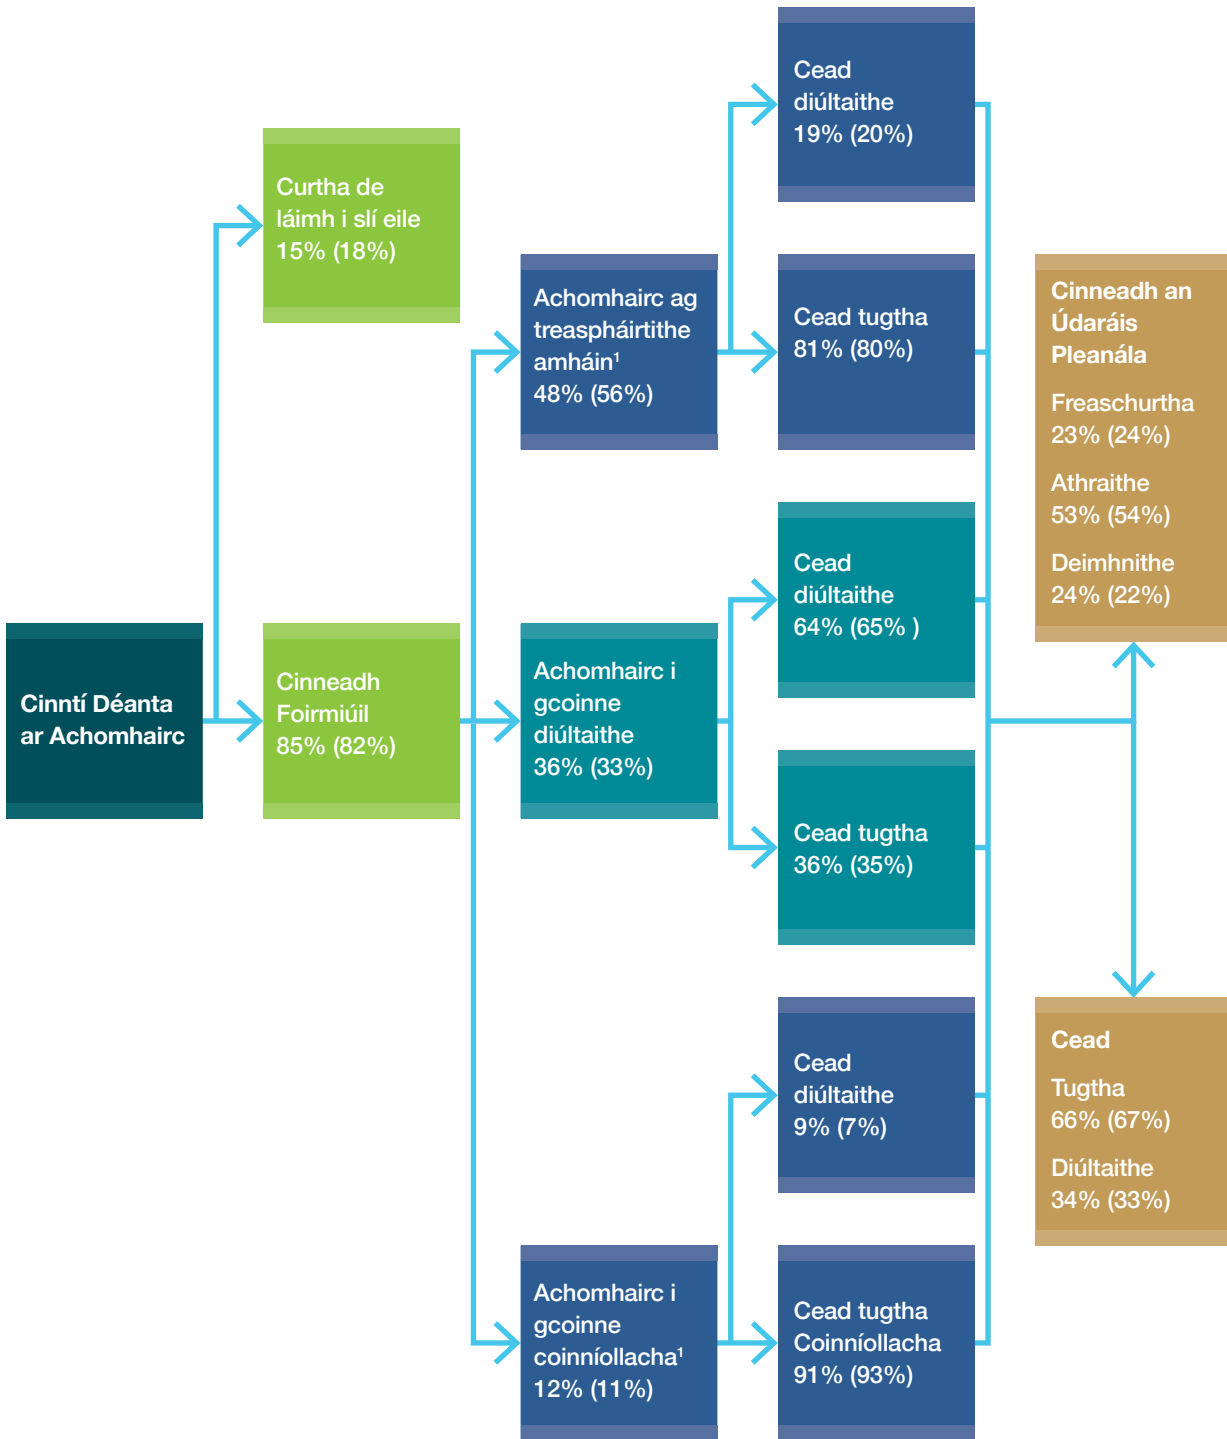 Cinntí Déanta
ar Achomhairc
Curtha de
láimh i slí eile
15% (18%)
Cinneadh
Foirmiúil
85% (82%)
Achomhairc ag
treaspháirtithe
amháin¹
48% (56%)
Achomhairc i
gcoinne
diúltaithe
36% (33%)
Achomhairc i
gcoinne
coinníollacha¹
12% (11%)
Cead
diúltaithe
19% (20%)
Cead tugtha
81% (80%)
Cead
diúltaithe
64% (65% )
Cead tugtha
36% (35%)
Cead
diúltaithe
9% (7%)
Cead tugtha
Coinníollacha
91% (93%)
Cinneadh an
Údaráis
Pleanála
Freaschurtha
23% (24%)
Athraithe
53% (54%)
Deimhnithe
24% (22%)
Cead
Tugtha
66% (67%)
Diúltaithe
34% (33%)